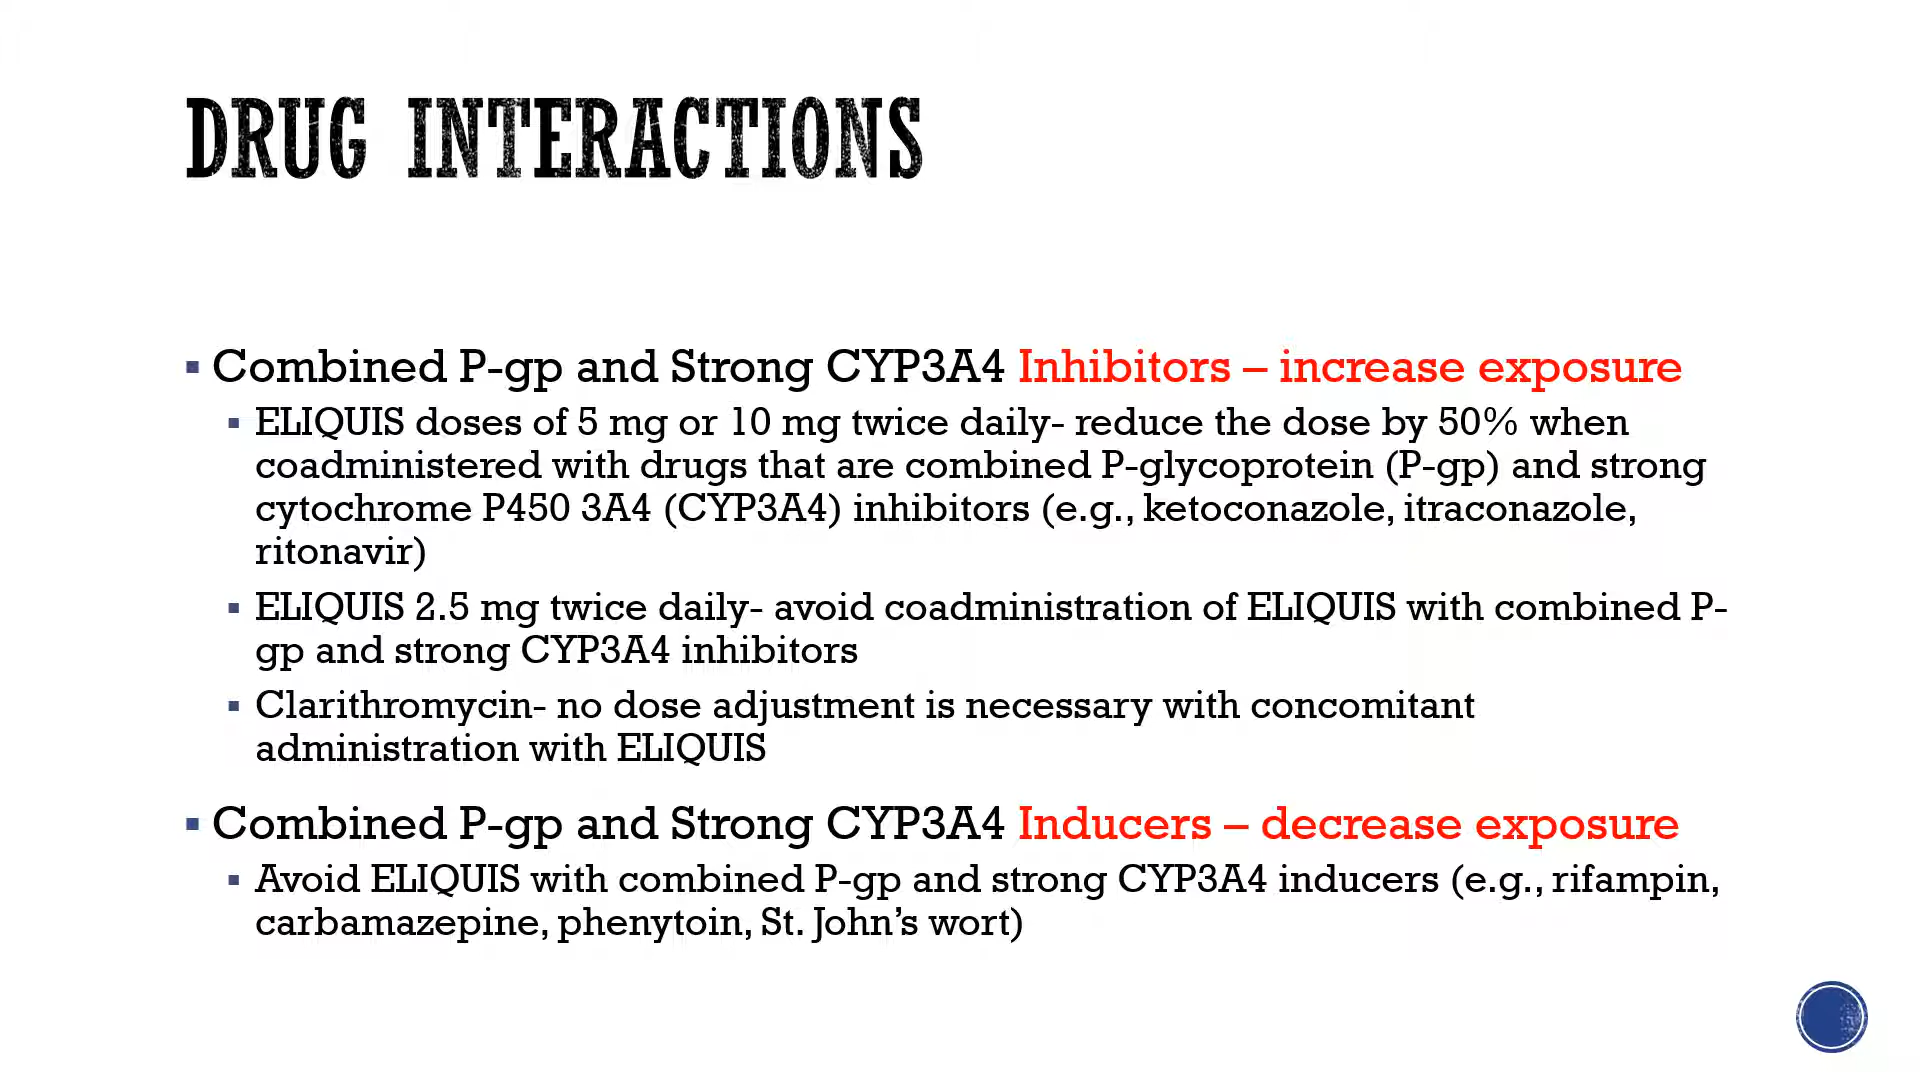 DRUG INTERACTIONS
Combined P-gp and Strong CYP3A4 Inhibitors – increase exposure
ELIQUIS doses of 5 mg or 10 mg twice daily- reduce the dose by 50% when
coadministered with drugs that are combined P-glycoprotein (P-gp) and strong
cytochrome P450 3A4 (CYP3A4) inhibitors (e.g., ketoconazole, itraconazole,
ritonavir)
ELIQUIS 2.5 mg twice daily- avoid coadministration of ELIQUIS with combined P-
gp and strong CYP3A4 inhibitors
Clarithromycin- no dose adjustment is necessary with concomitant
administration with ELIQUIS
Combined P-gp and Strong CYP3A4 Inducers – decrease exposure
Avoid ELIQUIS with combined P-gp and strong CYP3A4 inducers (e.g., rifampin,
carbamazepine, phenytoin, St. John’s wort)